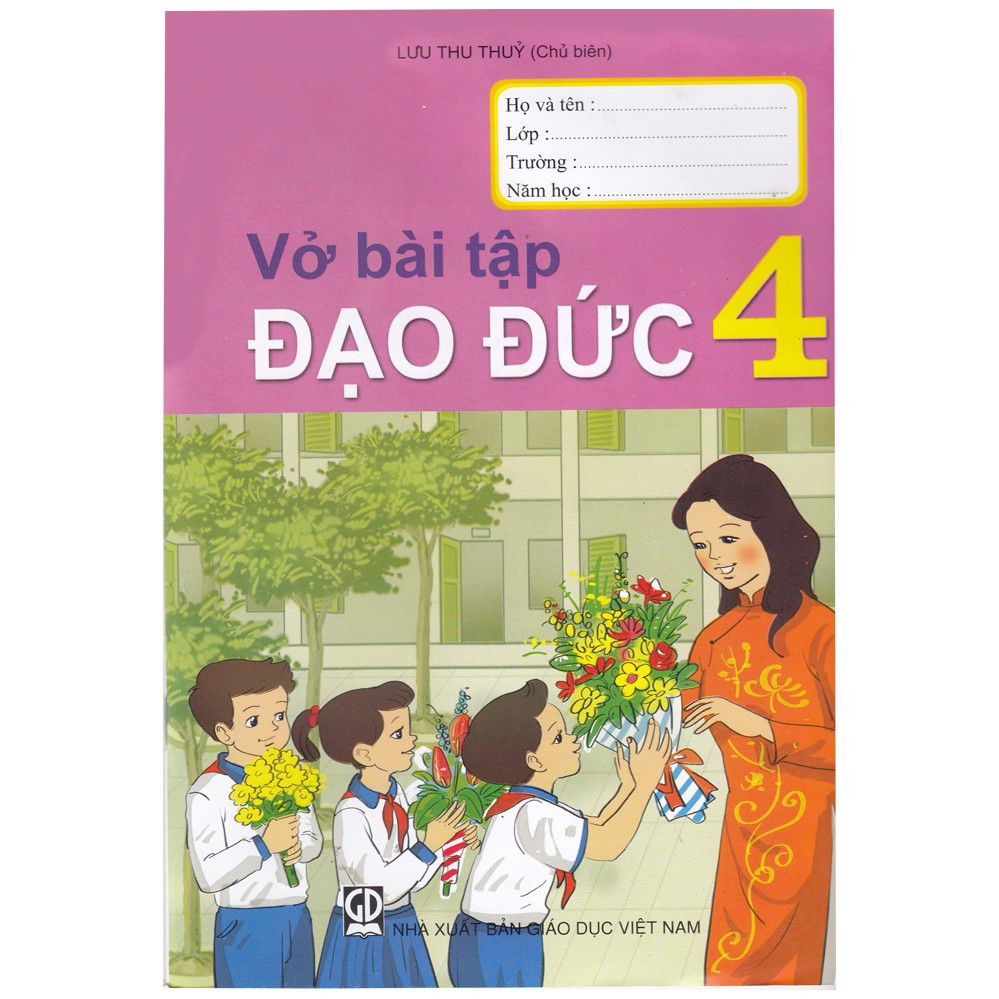 LƯU THU THUỶ (Chủ biên)
Họ và tên :
Lớp :
Trường :
Năm học :
Vở bài tập
ĐẠO ĐỨC 4
GD
NHÀ XUẤT BẢN GIÁO DỤC VIỆT NAM